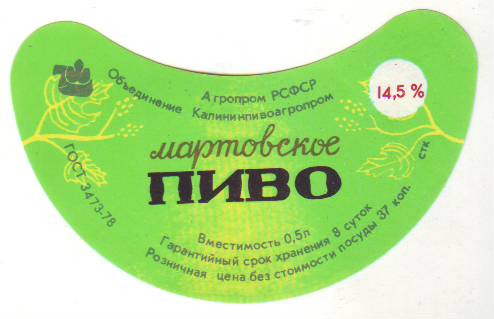 Агропром РСФСР
Объединение Калининпивоагропром
14,5 %
мартовское
ПИВО
ГОСТ 3473-78
стк
Вместимость 0,5л
Гарантийный срок хранения 8 суток
Розничная цена без стоимости посуды 37 коп.